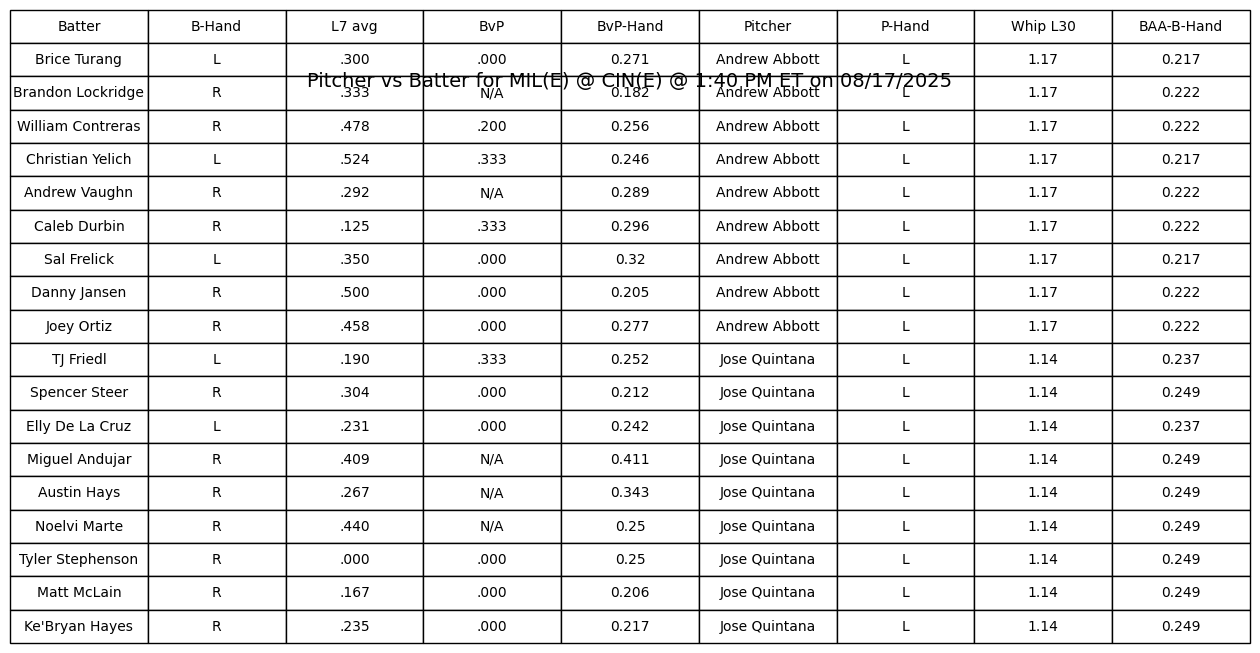 Batter B-Hand L7 avg BvP BvP-Hand Pitcher P-Hand Whip L30 BAA-B-Hand
Brice Turang L .300 .000 0.271 Andrew Abbott L 1.17 0.217
Pitcher vs Batter for MIL(E) @ CIN(E) @ 1:40 PM ET on 08/17/2025
Brandon Lockridge R .333 N/A 0.182 Andrew Abbott L 1.17 0.222
William Contreras R .478 .200 0.256 Andrew Abbott L 1.17 0.222
Christian Yelich L .524 .333 0.246 Andrew Abbott L 1.17 0.217
Andrew Vaughn R .292 N/A 0.289 Andrew Abbott L 1.17 0.222
Caleb Durbin R .125 .333 0.296 Andrew Abbott L 1.17 0.222
Sal Frelick L .350 .000 0.32 Andrew Abbott L 1.17 0.217
Danny Jansen R .500 .000 0.205 Andrew Abbott L 1.17 0.222
Joey Ortiz R .458 .000 0.277 Andrew Abbott L 1.17 0.222
TJ Friedl L .190 .333 0.252 Jose Quintana L 1.14 0.237
Spencer Steer R .304 .000 0.212 Jose Quintana L 1.14 0.249
Elly De La Cruz L .231 .000 0.242 Jose Quintana L 1.14 0.237
Miguel Andujar R .409 N/A 0.411 Jose Quintana L 1.14 0.249
Austin Hays R .267 N/A 0.343 Jose Quintana L 1.14 0.249
Noelvi Marte R .440 N/A 0.25 Jose Quintana L 1.14 0.249
Tyler Stephenson R .000 .000 0.25 Jose Quintana L 1.14 0.249
Matt McLain R .167 .000 0.206 Jose Quintana L 1.14 0.249
Ke'Bryan Hayes R .235 .000 0.217 Jose Quintana L 1.14 0.249